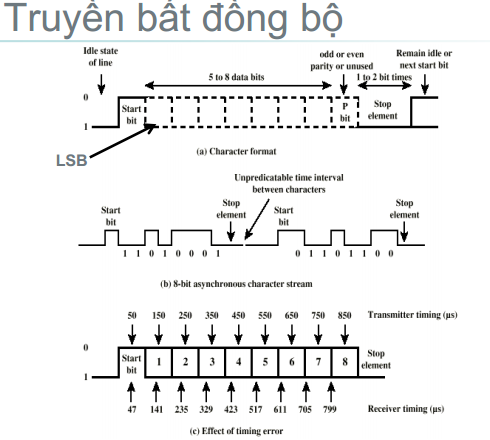 Truyền bất đồng bộ
Idle state
of line
odd or even
parity or unused
Remain idle or
next start bit
5 to 8 data bits
1 to 2 bit times
0
1
Start
bit
P
bit
Stop
element
LSB
(a) Character format
Unpredicatable time interval
between characters
Start
bit
Stop
element
Start
bit
Stop
element
1 1 0 1 0 0 0 1
0 1 1 0 1 1 0 0
(b) 8-bit asynchronous character stream
50 150 250 350 450 550 650 750 850 Transmitter timing (µs)
0
1
Start
bit
1 2 3 4 5 6 7 8
Stop
element
47 141 235 329 423 517 611 705 799 Receiver timing (µs)
(c) Effect of timing error